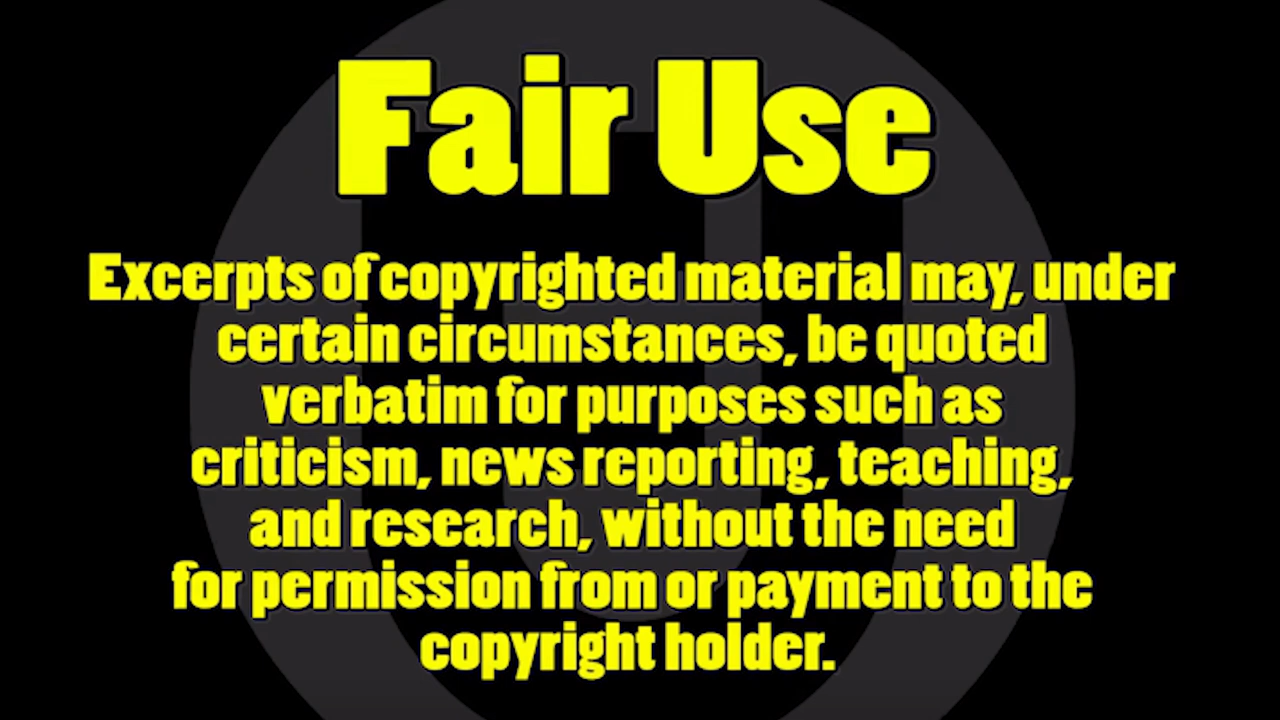 Fair Use
Excerpts of copyrighted material may, under
certain circumstances, be quoted
verbatim for purposes such as
criticism, news reporting, teaching,
and research, without the need
for permission from or payment to the
copyright holder.